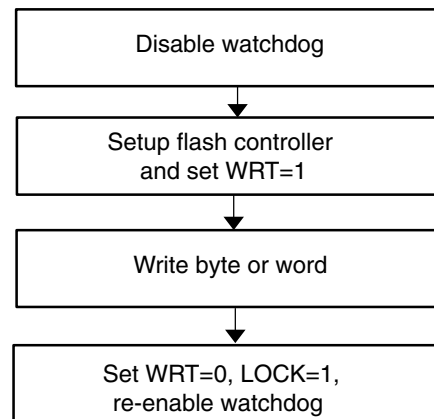 Disable watchdog
Setup flash controller
and set WRT=1
Write byte or word
Set WRT=0, LOCK=1,
re-enable watchdog